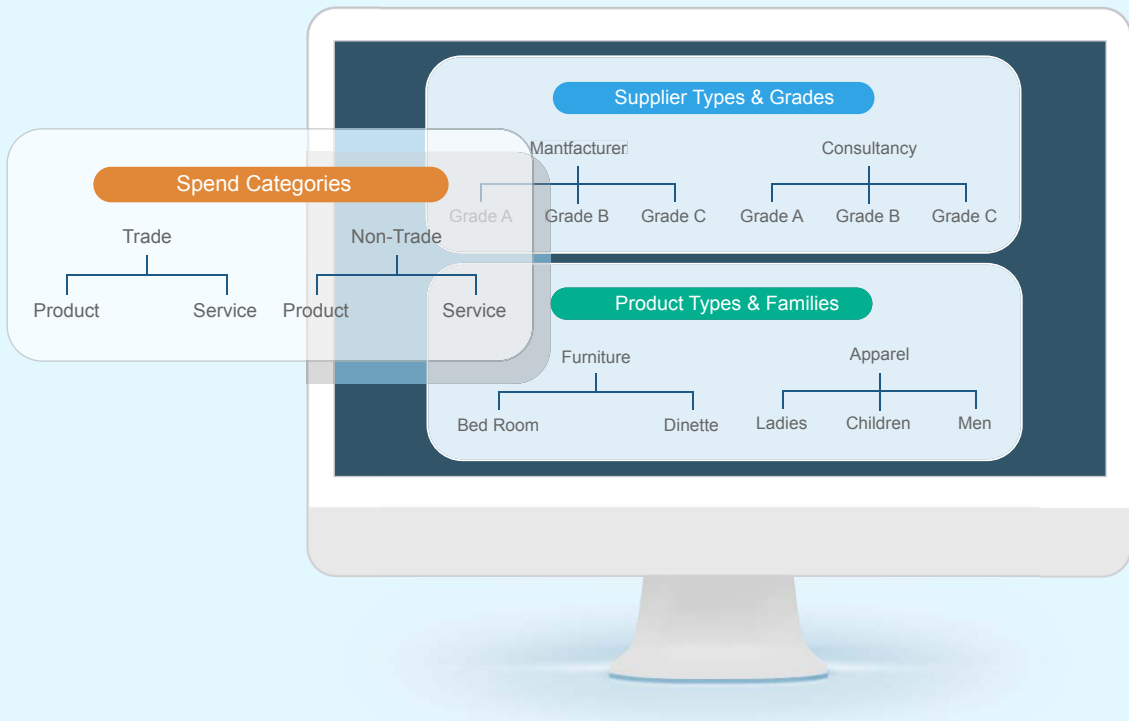 Supplier Types & Grades
Mantfacturer Consultancy
Grade A Grade B Grade C Grade A Grade B Grade C
Spend Categories
Trade Non-Trade
Product Service Product Service
Product Types & Families
Furniture Apparel
Bed Room Dinette Ladies Children Men